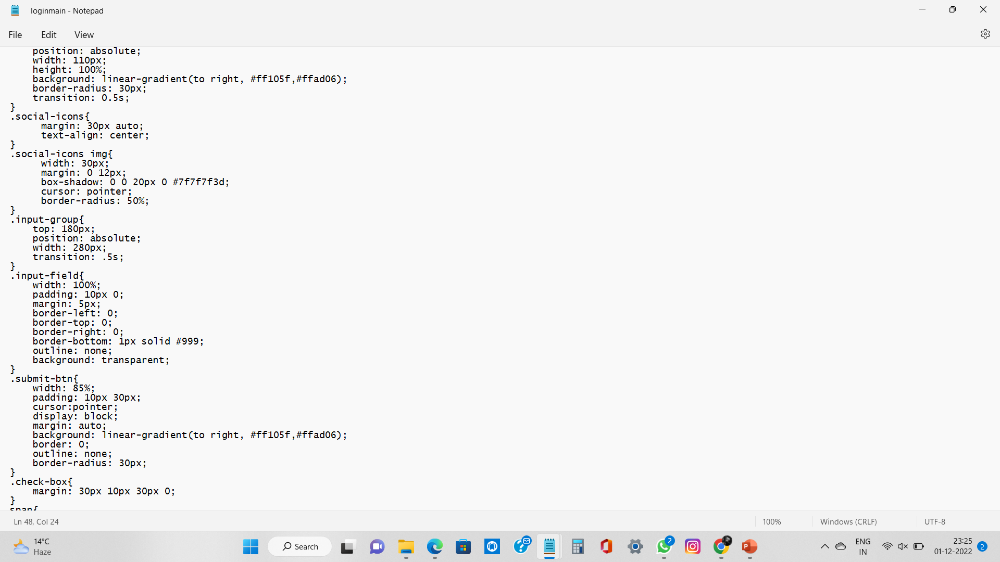 loginmain - Notepad
File Edit View
position: absolute;
width: 110px;
height: 100%;
background: linear-gradient(to right, #ff105f,#ffad06);
border-radius: 30px;
transition: 0.5s;
}
.social-icons{
margin: 30px auto;
text-align: center;
}
.social-icons img{
width: 30px;
margin: 0 12px;
box-shadow: 0 0 20px 0 #7f7f7f3d;
cursor: pointer;
border-radius: 50%;
}
.input-group{
top: 180px;
position: absolute;
width: 280px;
transition: .5s;
}
.input-field{
width: 100%;
padding: 10px 0;
margin: 5px;
border-left: 0;
border-top: 0;
border-right: 0;
border-bottom: 1px solid #999;
outline: none;
background: transparent;
}
.submit-btn{
width: 85%;
padding: 10px 30px;
cursor:pointer;
display: block;
margin: auto;
background: linear-gradient(to right, #ff105f,#ffad06);
border: 0;
outline: none;
border-radius: 30px;
}
.check-box{
margin: 30px 10px 30px 0;
}
span{
Ln 48, Col 24 100% Windows (CRLF) UTF-8
14°C
Haze
Search
2
P
ENG
IN
23:25
01-12-2022
2